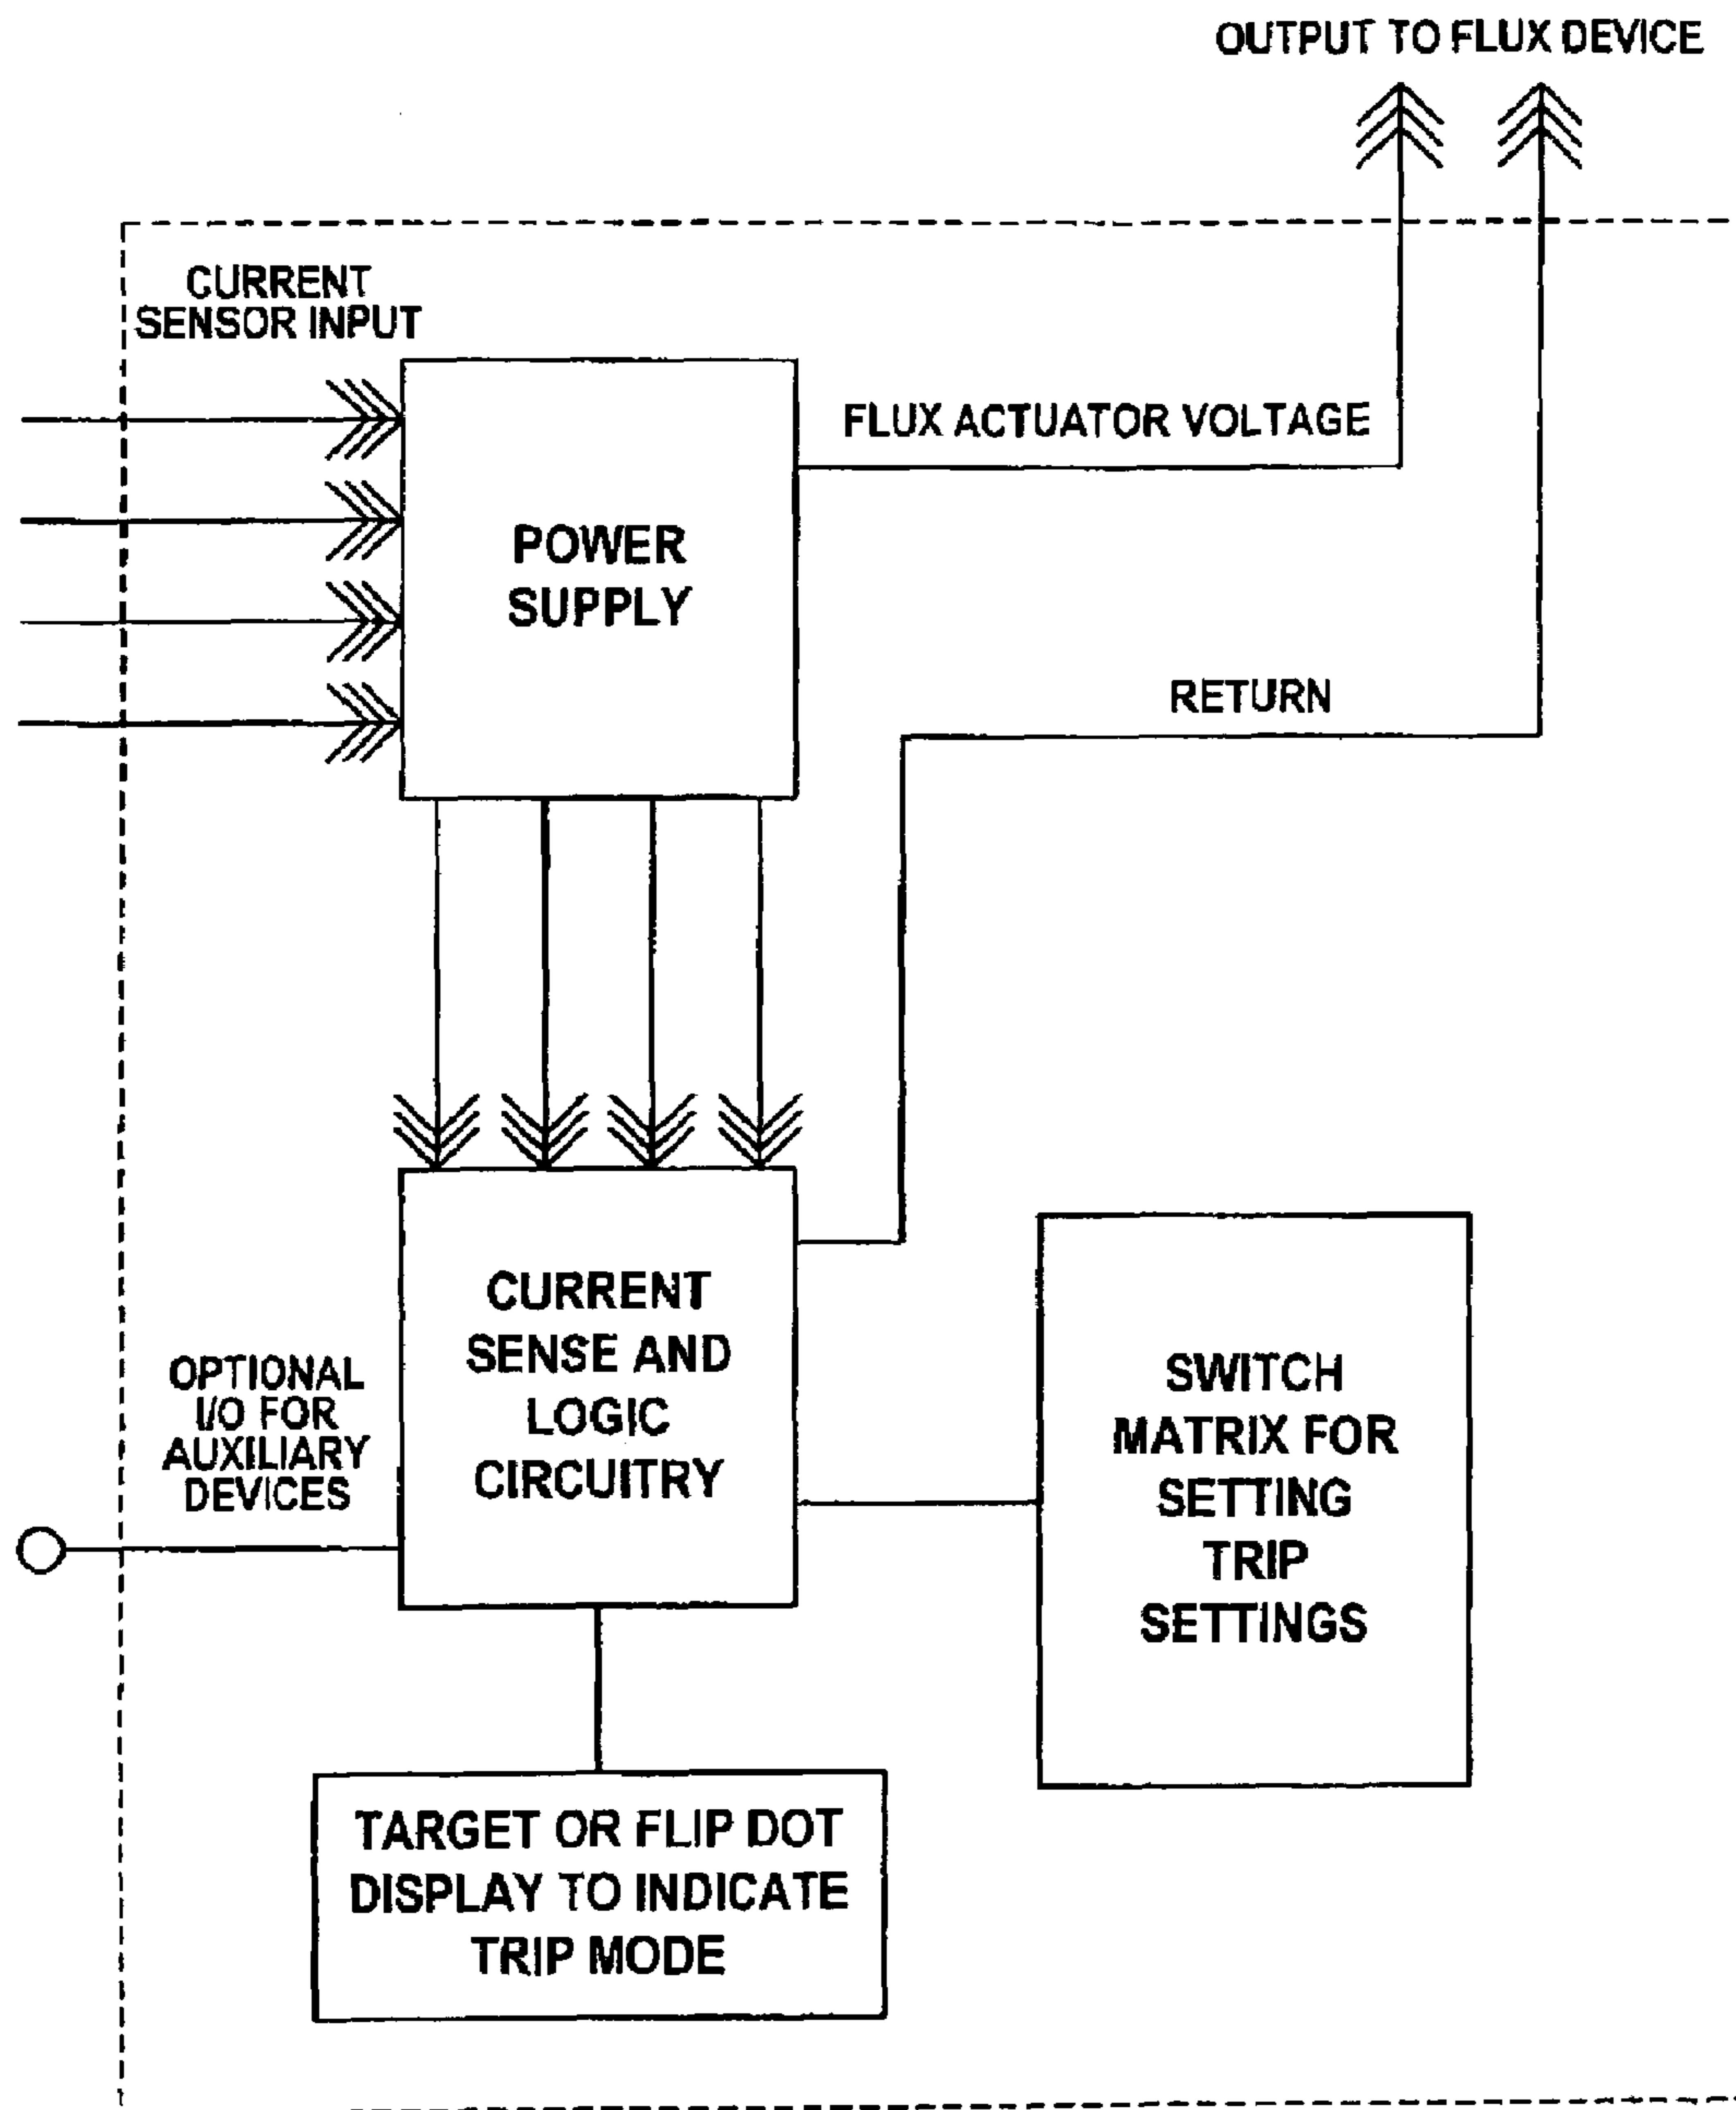 OUTPUT TO FLUX DEVICE
CURRENT
SENSOR INPUT
FLUX ACTUATOR VOLTAGE
POWER
SUPPLY
RETURN
CURRENT
SENSE AND
LOGIC
CIRCUITRY
OPTIONAL
I/O FOR
AUXILIARY
DEVICES
SWITCH
MATRIX FOR
SETTING
TRIP
SETTINGS
TARGET OR FLIP DOT
DISPLAY TO INDICATE
TRIP MODE